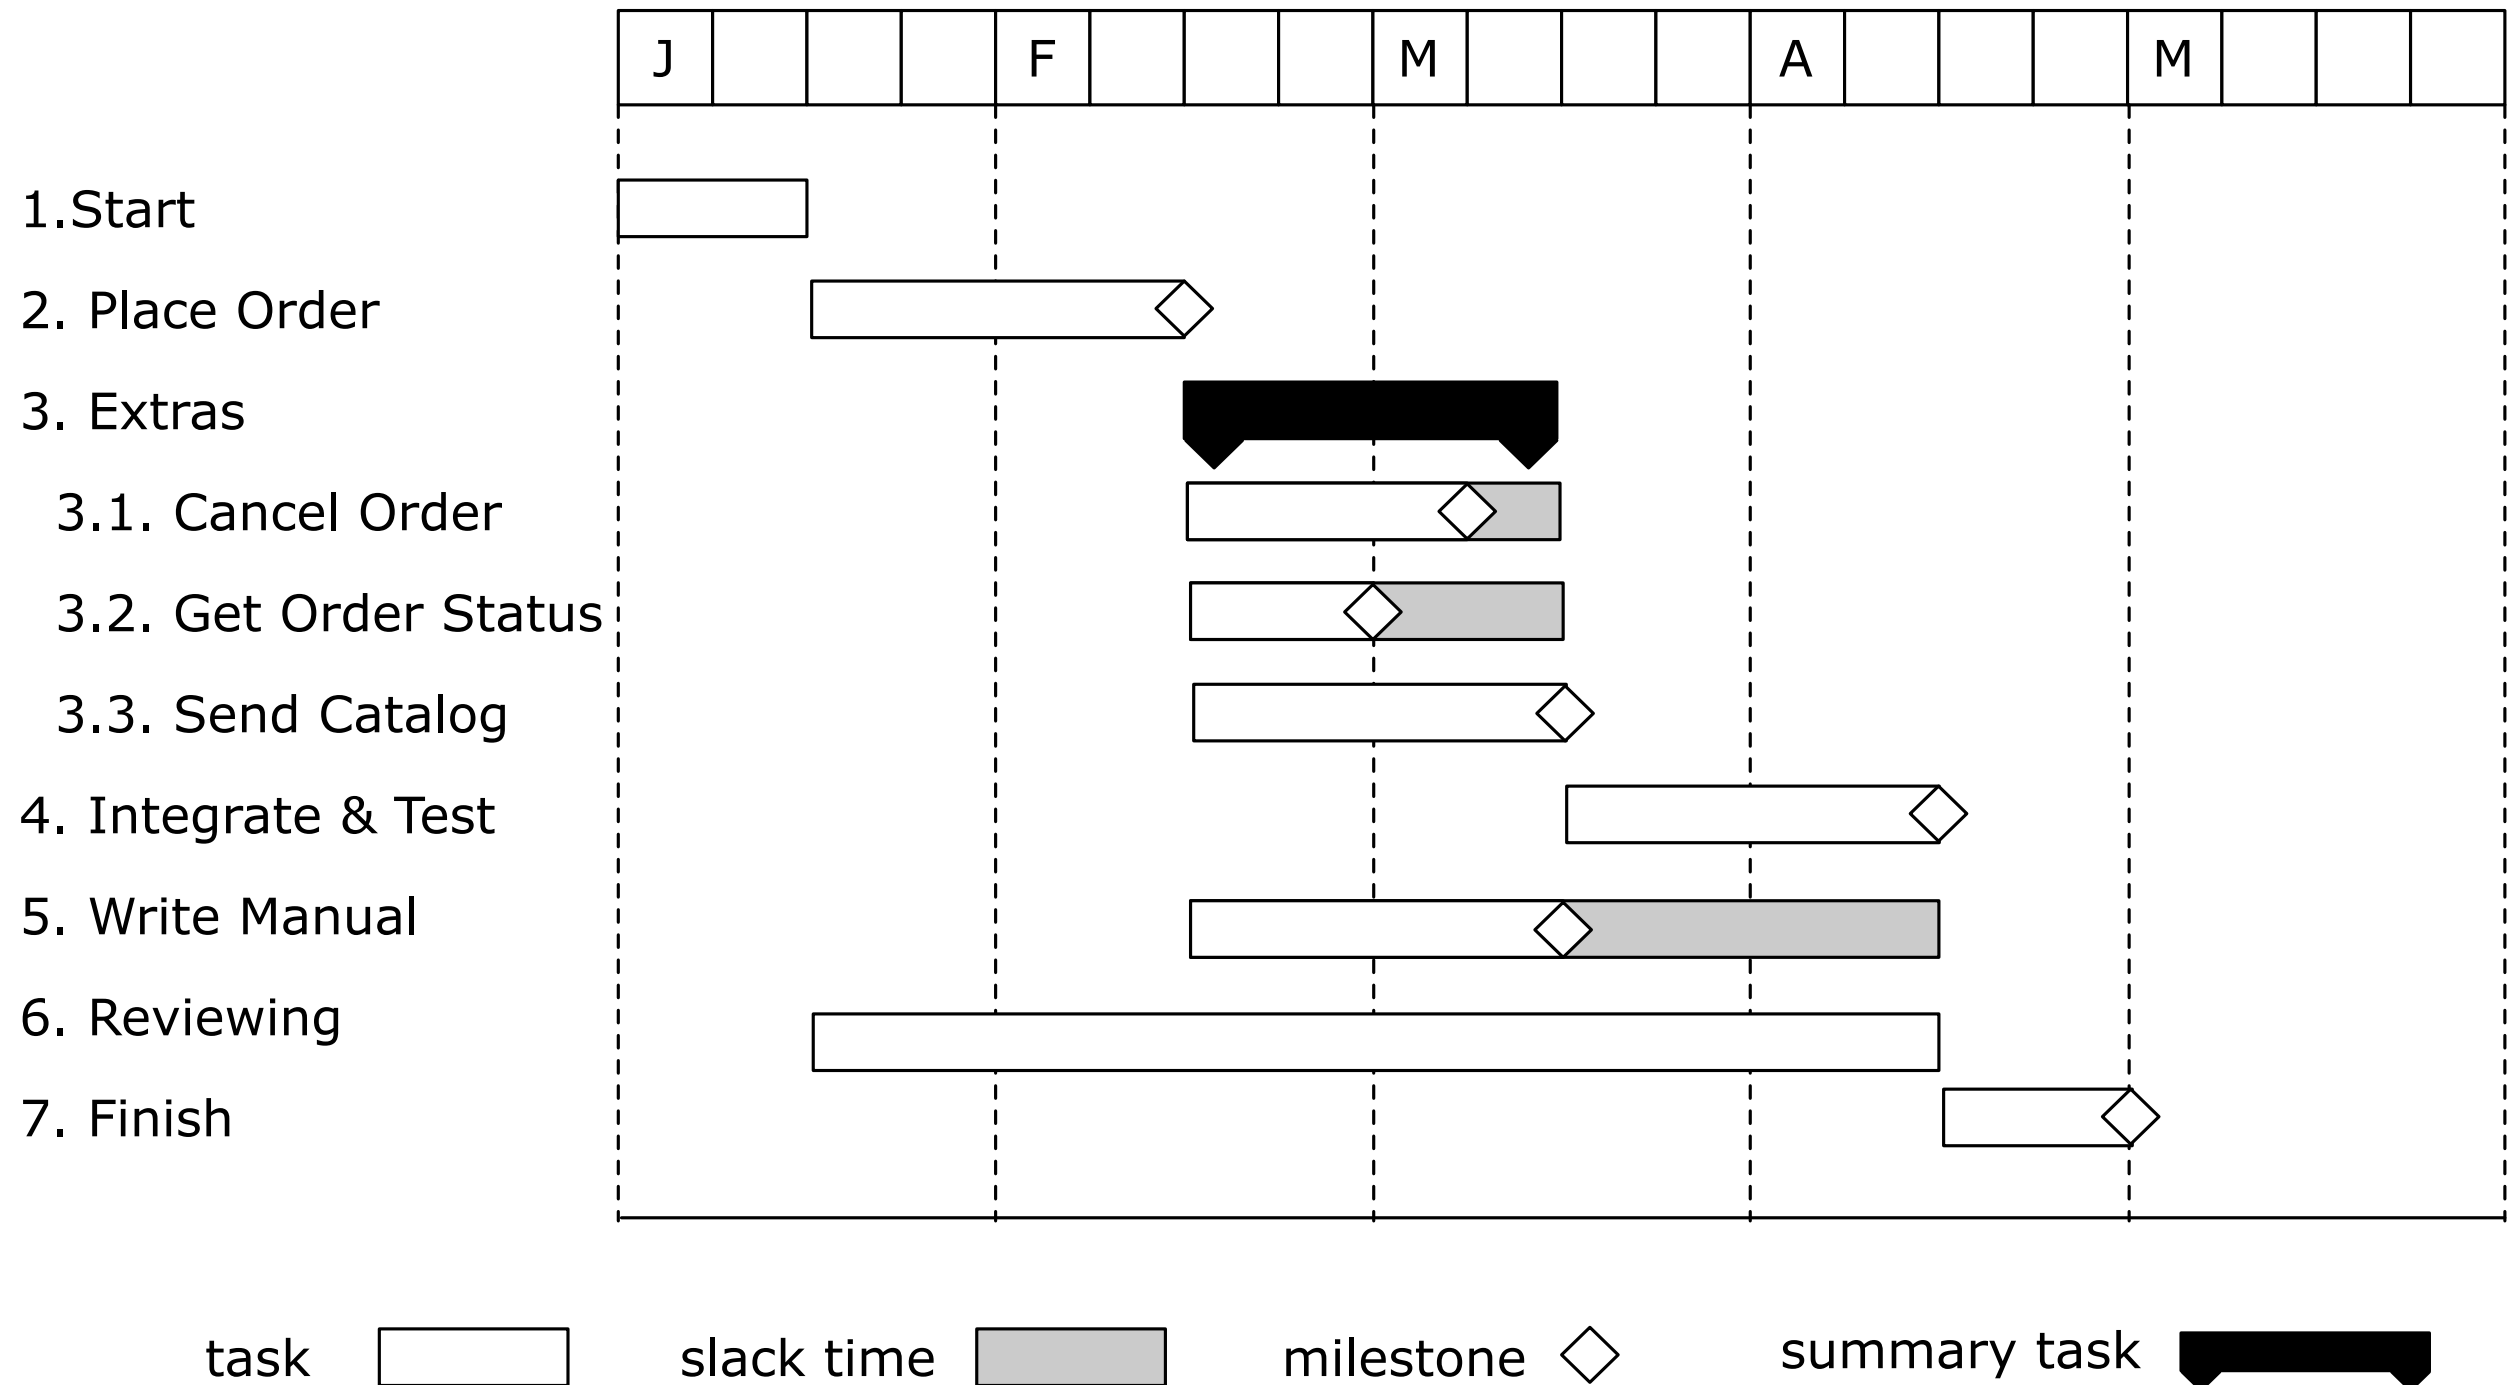 J F M A M
1.Start
2. Place Order
3. Extras
3.1. Cancel Order
3.2. Get Order Status
3.3. Send Catalog
4. Integrate & Test
5. Write Manual
6. Reviewing
7. Finish
task slack time milestone summary task